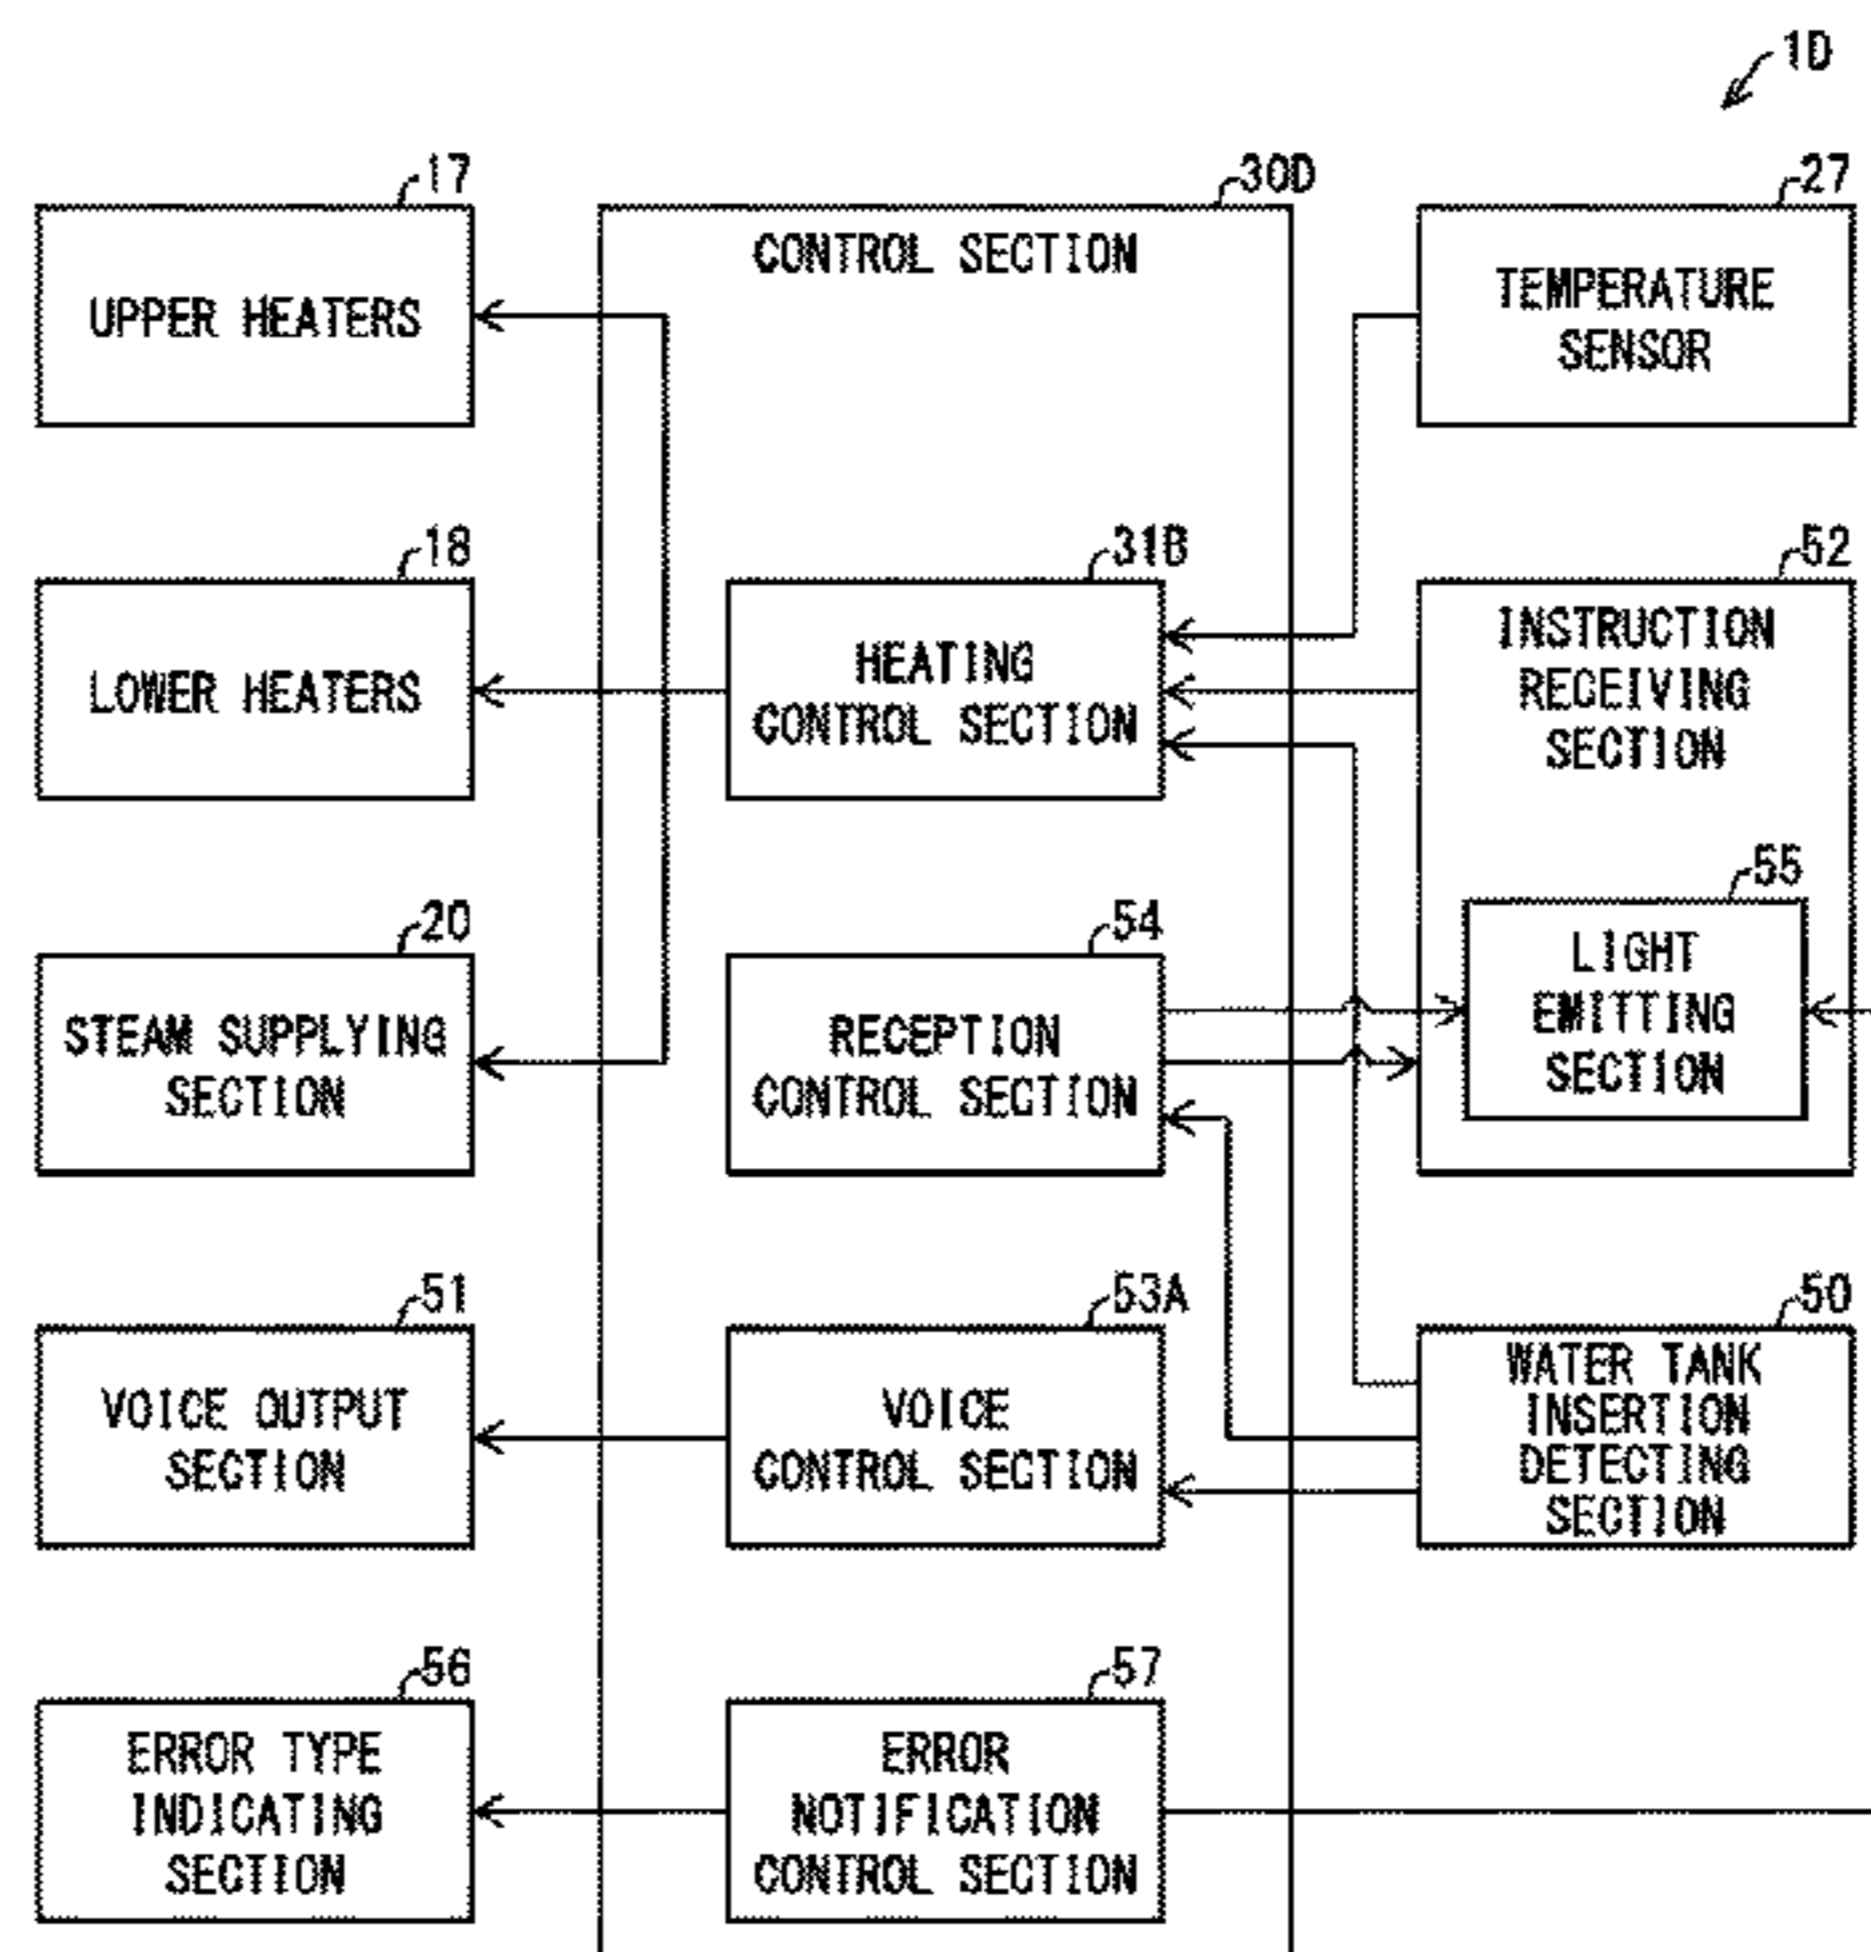 1D
17
UPPER HEATERS
30D
CONTROL SECTION
27
TEMPERATURE
SENSOR
18
LOWER HEATERS
31B
HEATING
CONTROL SECTION
52
INSTRUCTION
RECEIVING
SECTION
55
LIGHT
EMITTING
SECTION
20
STEAM SUPPLYING
SECTION
54
RECEPTION
CONTROL SECTION
51
VOICE OUTPUT
SECTION
53A
VOICE
CONTROL SECTION
50
WATER TANK
INSERTION
DETECTING
SECTION
56
ERROR TYPE
INDICATING
SECTION
57
ERROR
NOTIFICATION
CONTROL SECTION